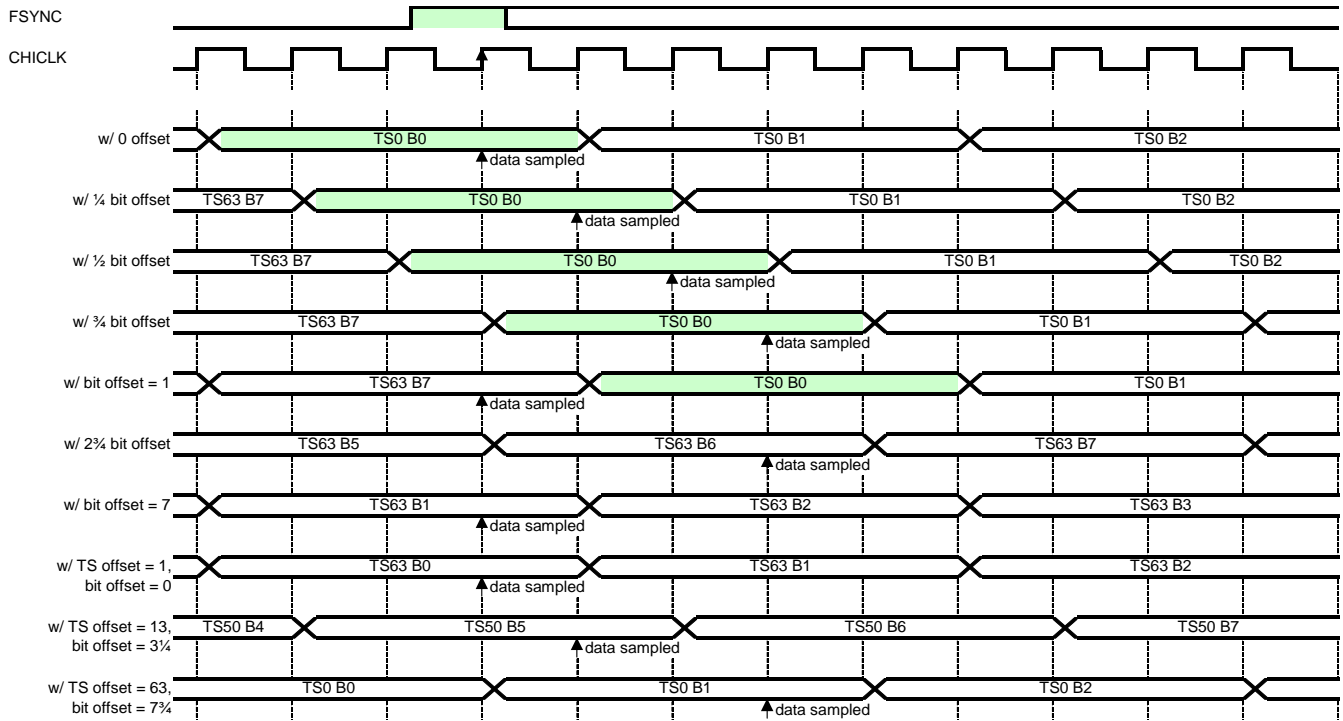 FSYNC
CHICLK
w/ 0 offset
TS0 B0
TS0 B1
TS0 B2
data sampled
w/ ¼ bit offset
TS63 B7
TS0 B0
TS0 B1
TS0 B2
data sampled
w/ ½ bit offset
TS63 B7
TS0 B0
TS0 B1
TS0 B2
data sampled
w/ ¾ bit offset
TS63 B7
TS0 B0
TS0 B1
data sampled
w/ bit offset = 1
TS63 B7
TS0 B0
TS0 B1
data sampled
w/ 2¾ bit offset
TS63 B5
TS63 B6
TS63 B7
data sampled
w/ bit offset = 7
TS63 B1
TS63 B2
TS63 B3
data sampled
w/ TS offset = 1,
bit offset = 0
TS63 B0
TS63 B1
TS63 B2
data sampled
w/ TS offset = 13,
bit offset = 3¼
TS50 B4
TS50 B5
TS50 B6
TS50 B7
data sampled
w/ TS offset = 63,
bit offset = 7¾
TS0 B0
TS0 B1
TS0 B2
data sampled